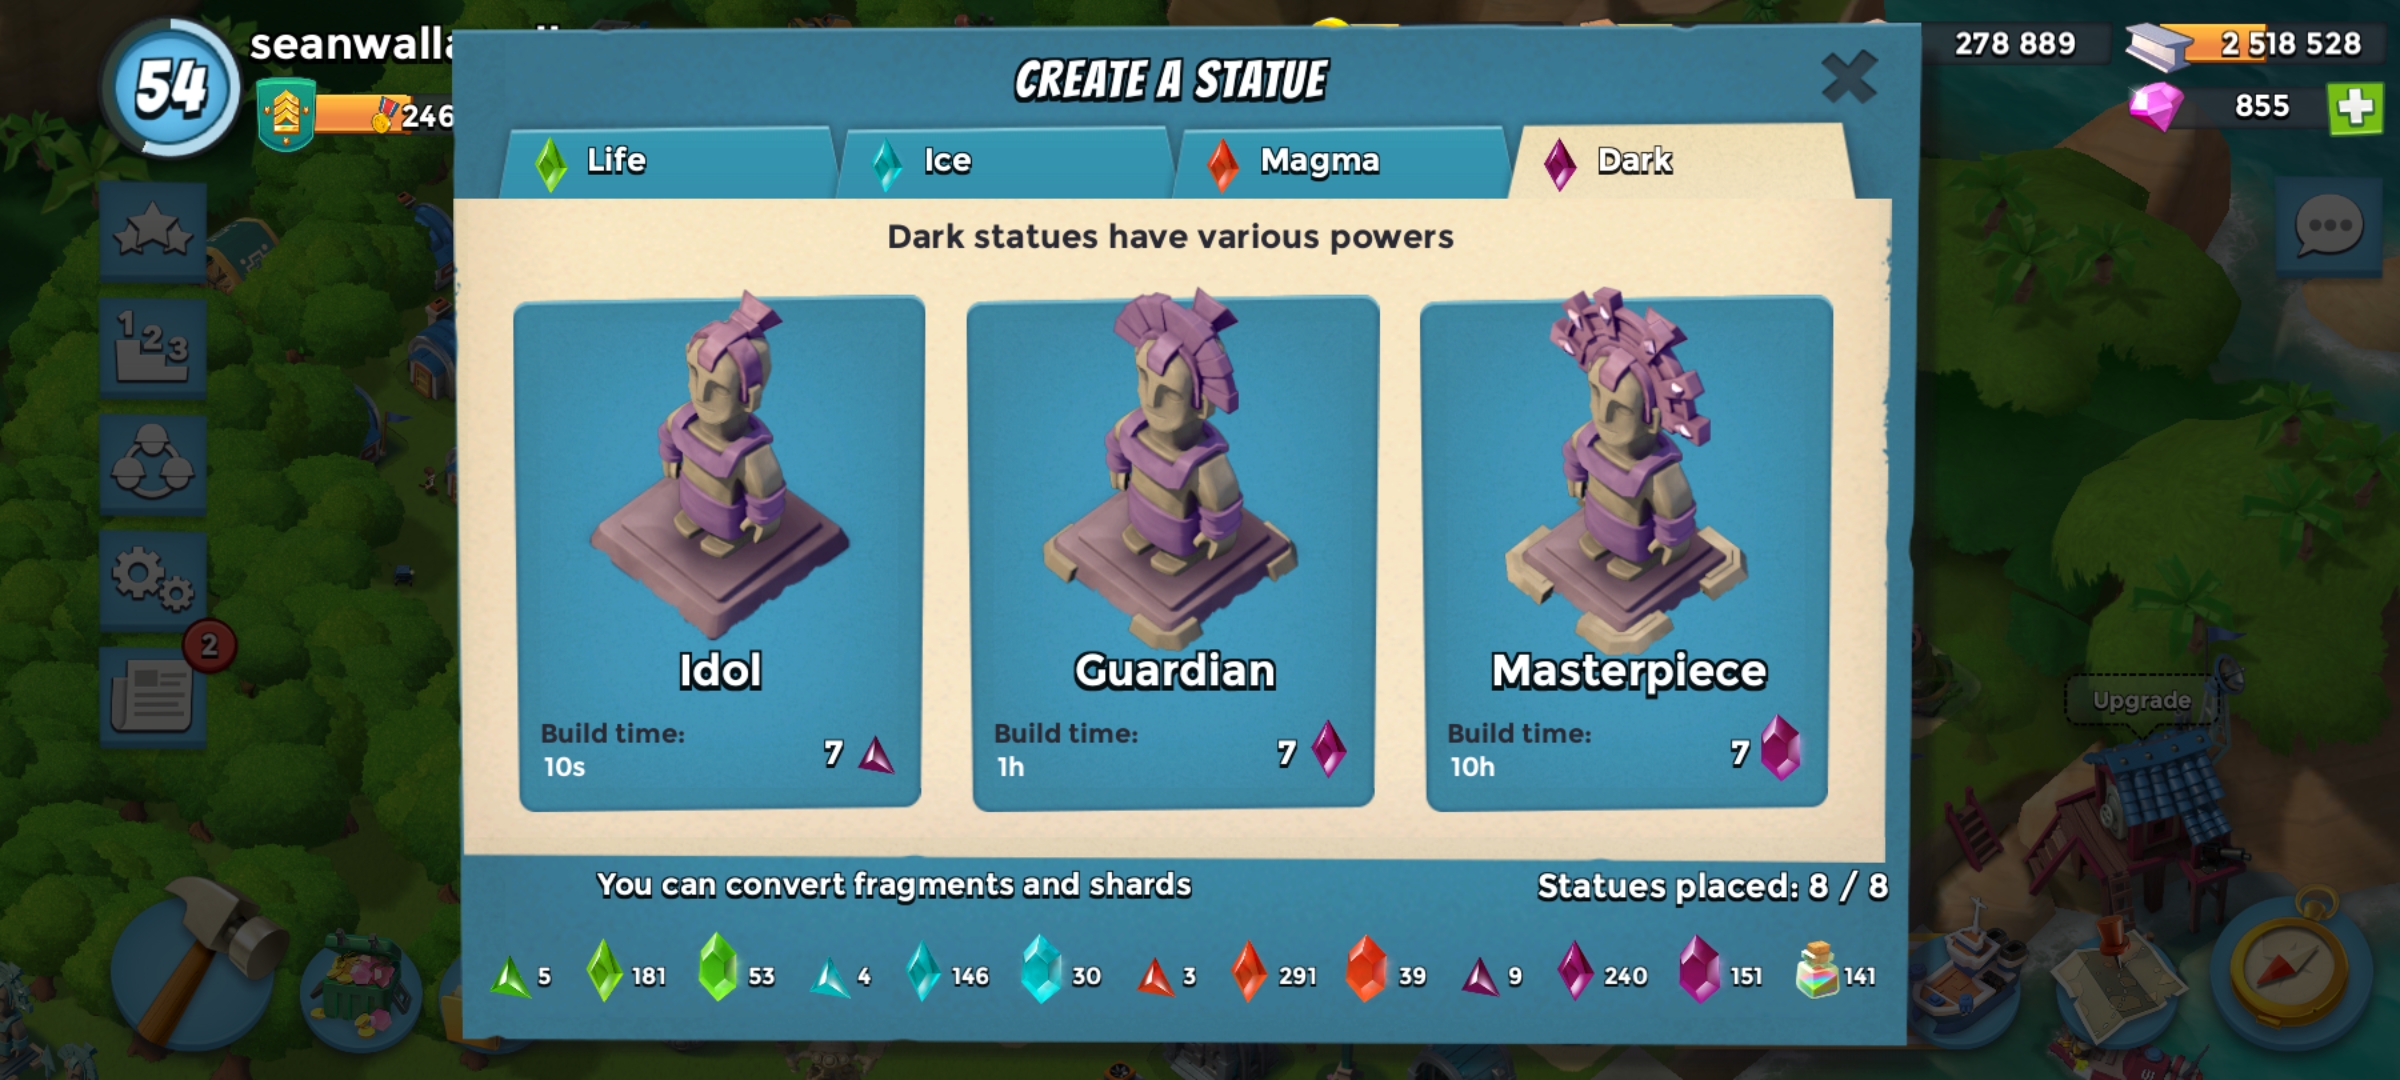 54
246
CREATE A STATUE
278 889
2 518 528
855
Life
Ice
Magma
Dark
Dark statues have various powers
1 2 3
2
Idol
Build time:
10s
7
Guardian
Build time:
1h
7
Masterpiece
Build time:
10h
7
Upgrade
You can convert fragments and shards
Statues placed: 8 / 8
5
181
53
4
146
30
3
291
39
9
240
151
141